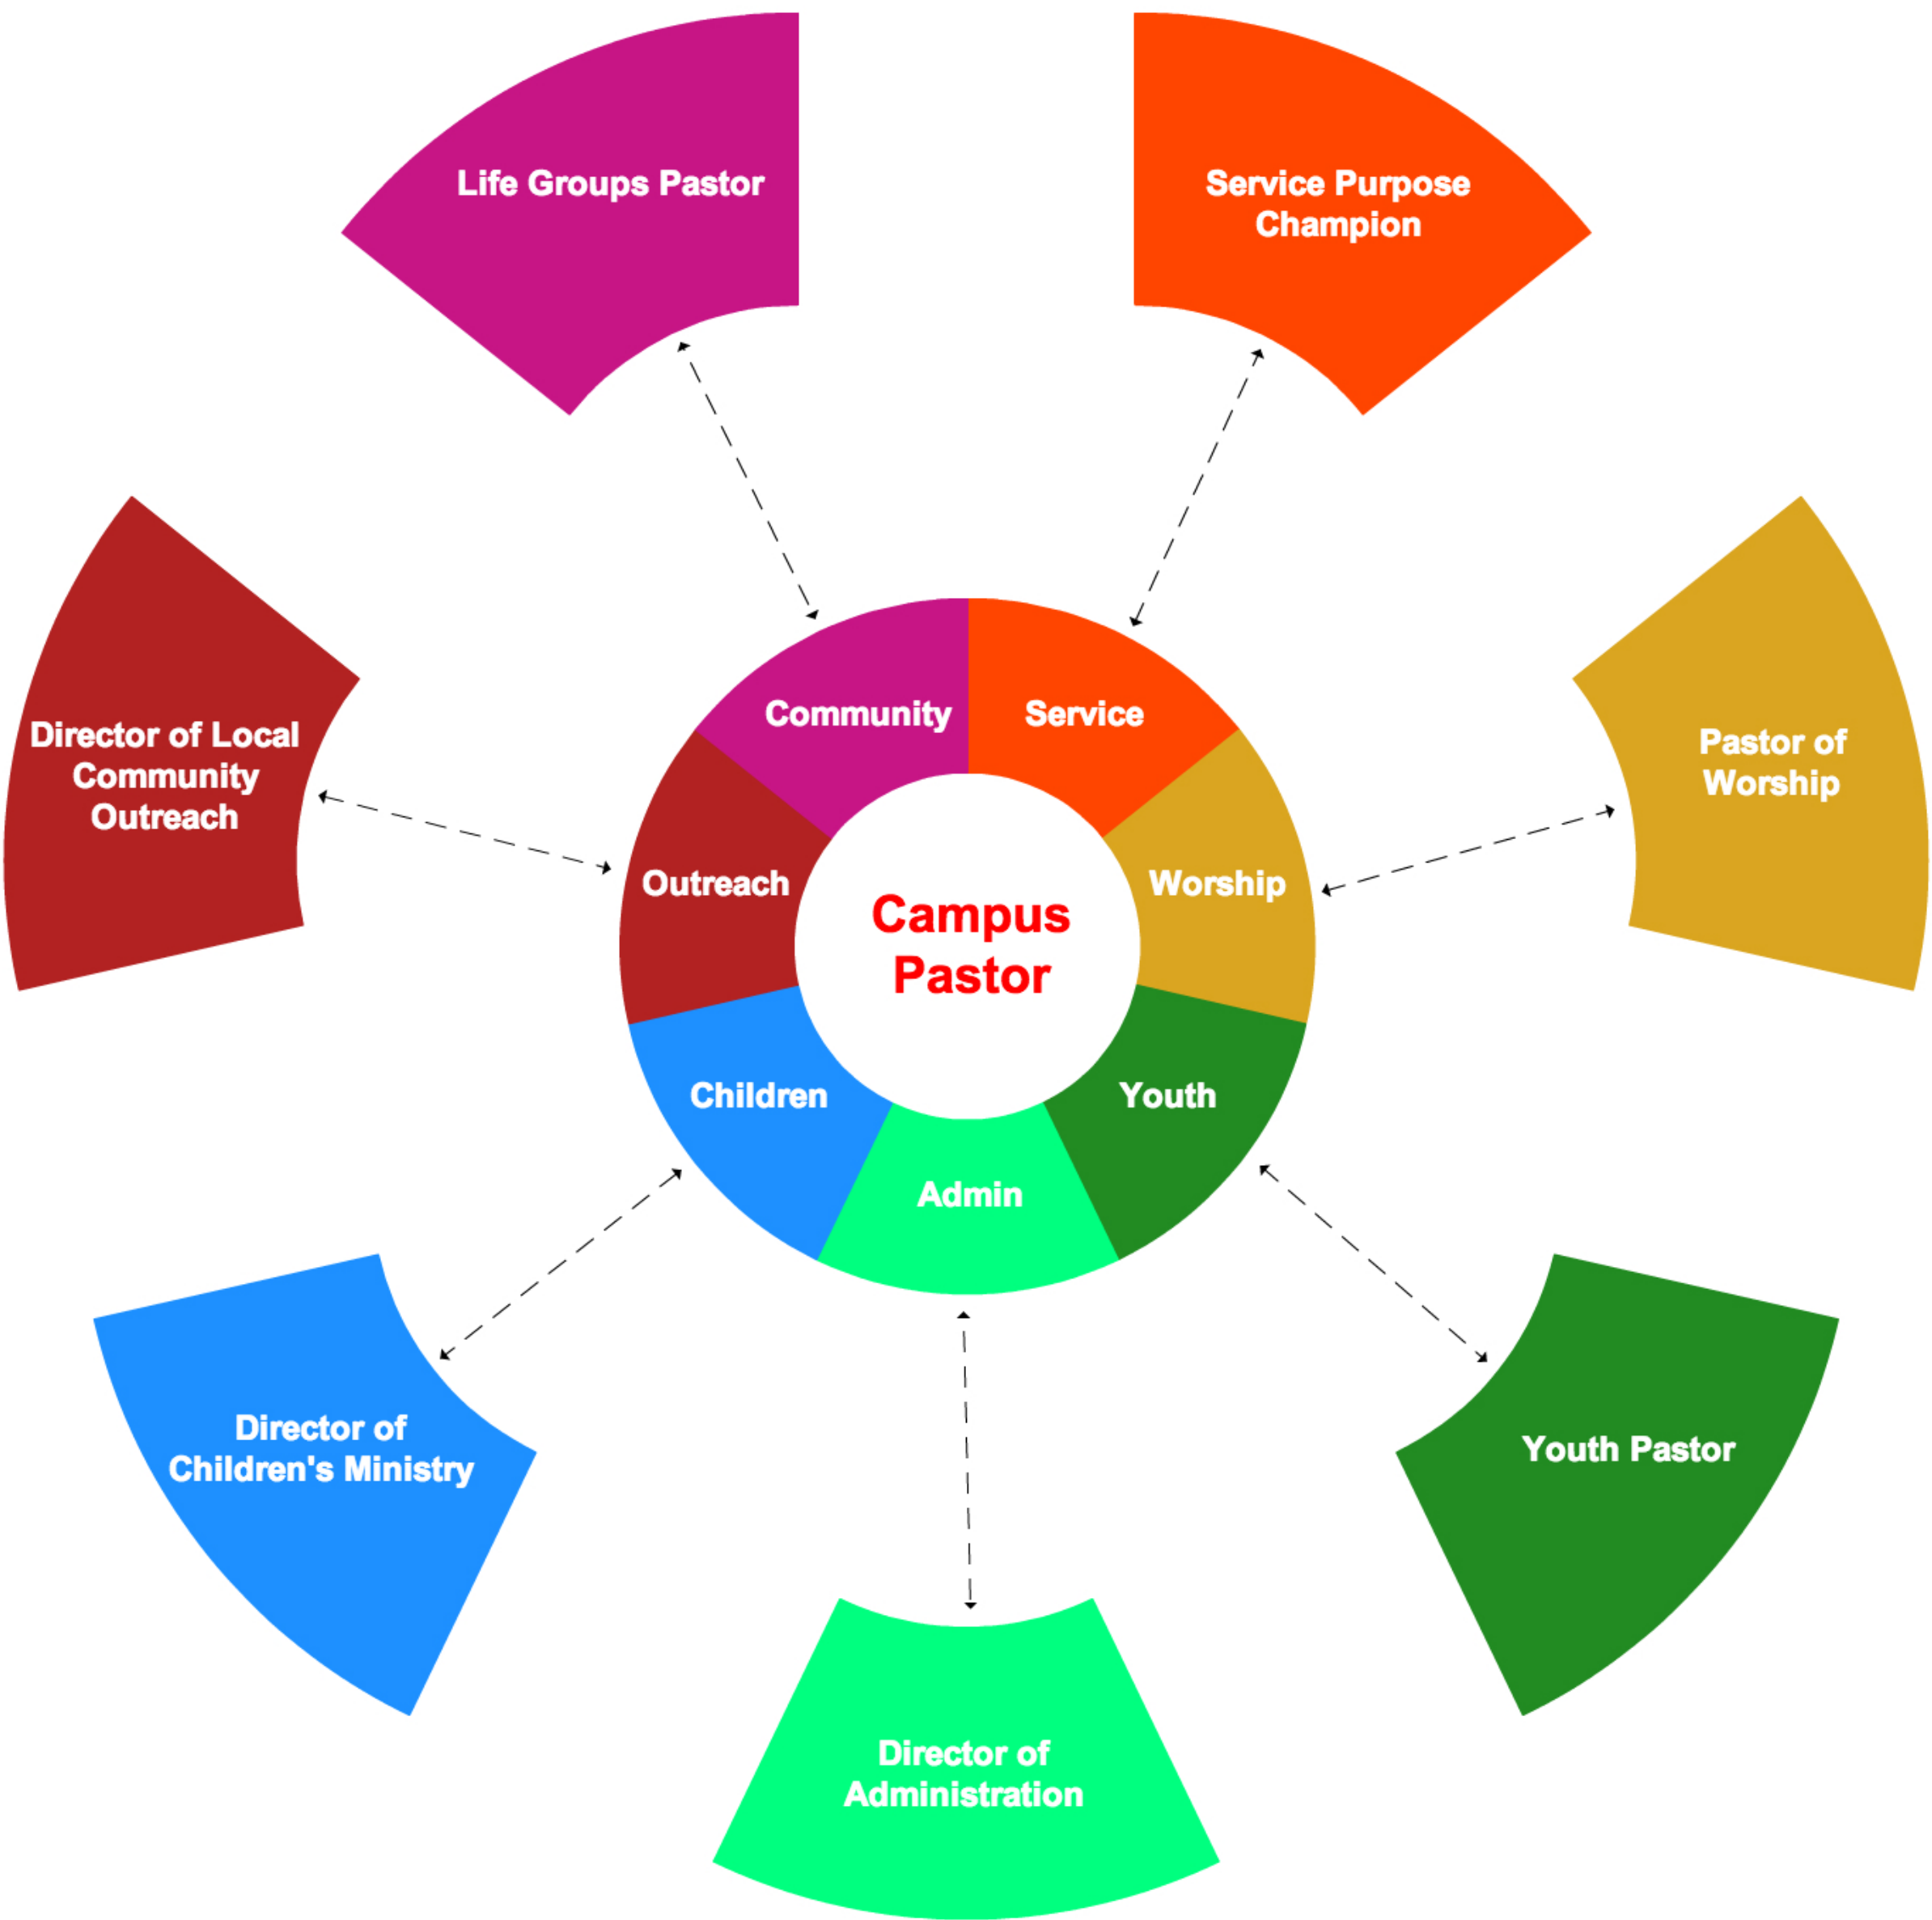 Life Groups Pastor
Service Purpose
Champion
Director of Local
Community
Outreach
Pastor of
Worship
Community
Service
Outreach
Worship
Campus
Pastor
Children
Youth
Admin
Director of
Children's Ministry
Youth Pastor
Director of
Administration